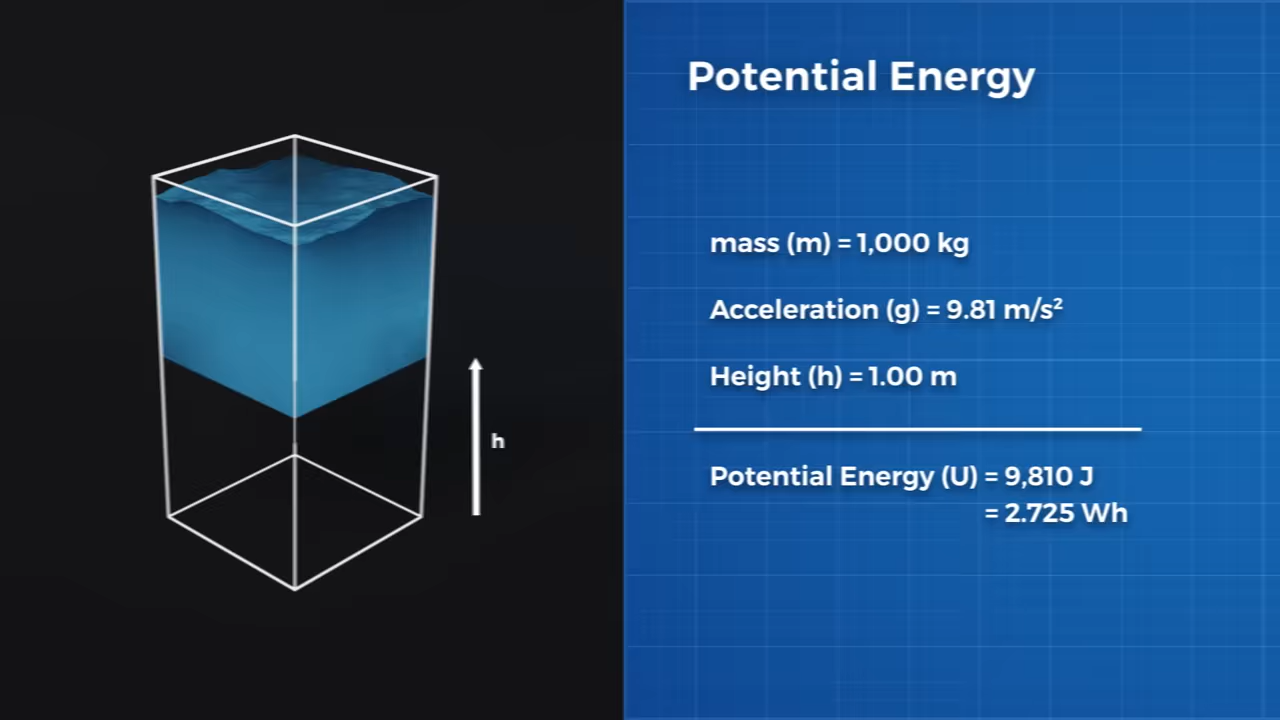 Potential Energy
mass (m) = 1,000 kg
Acceleration (g) = 9.81 m/s²
Height (h) = 1.00 m
h
Potential Energy (U) = 9,810 J
= 2.725 Wh